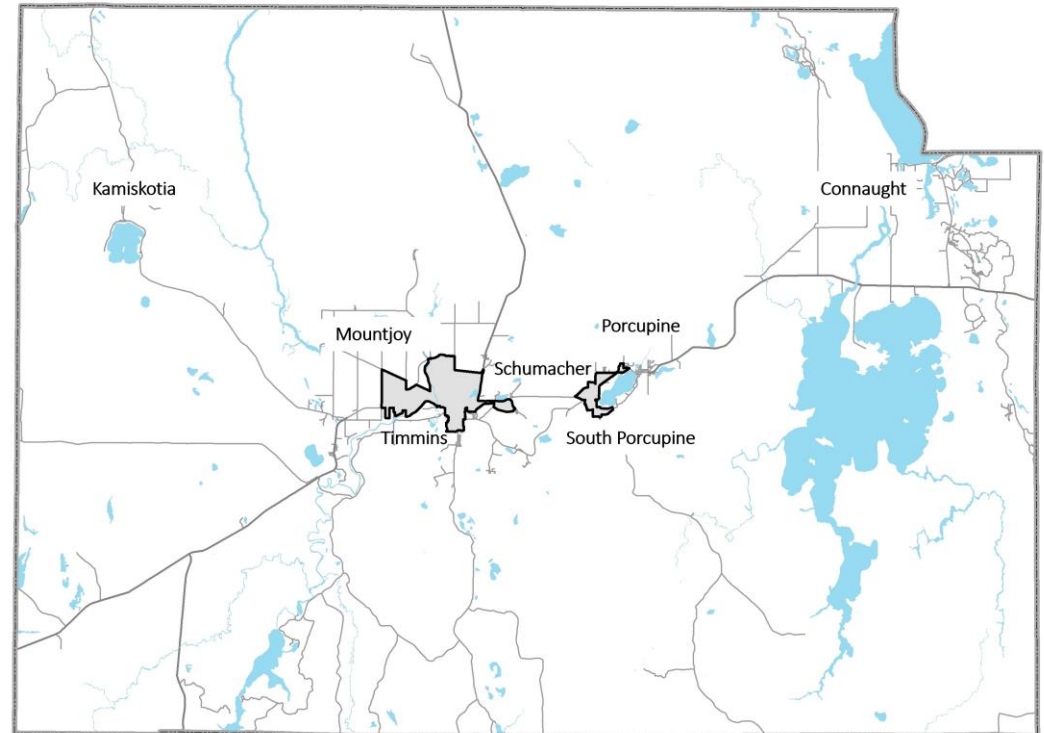 Kamiskotia
Connaught
Mountjoy
Porcupine
Schumacher
Timmins
South Porcupine